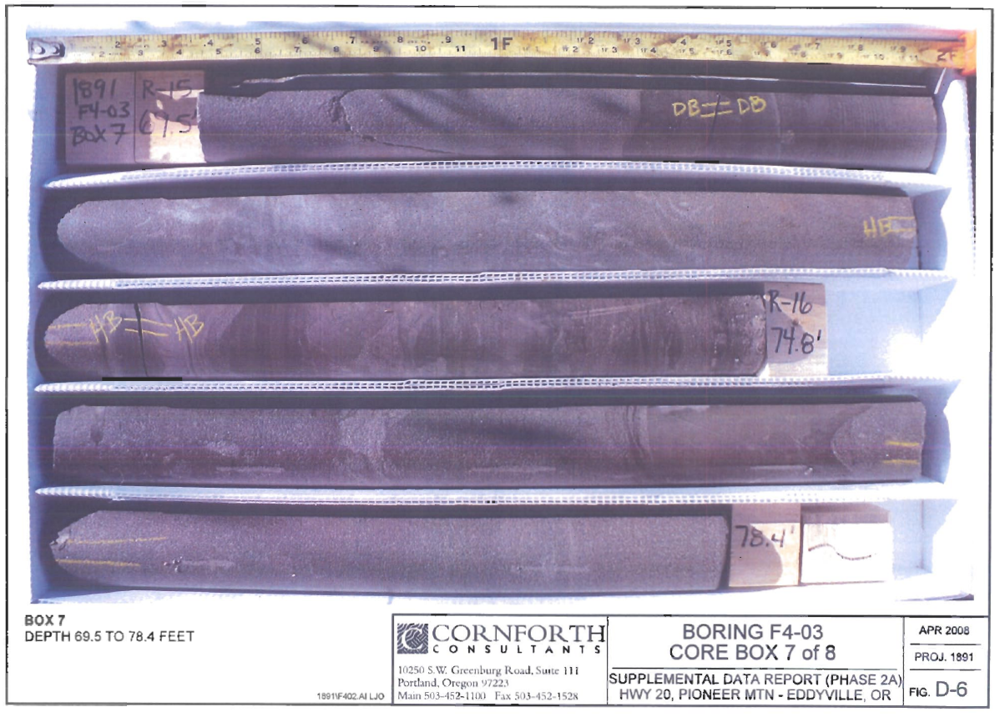 1F
2F
1891
F4-03
BOX 7
R-15
69.5'
DB DB
HB
HB HB
R-16
74.8'
78.4'
BOX 7
DEPTH 69.5 TO 78.4 FEET
1891\F402.AI LJO
CORNFORTH
CONSULTANTS
10250 S.W. Greenburg Road, Suite 111
Portland, Oregon 97223
Main 503-452-1100 Fax 503-452-1528
BORING F4-03
CORE BOX 7 of 8
SUPPLEMENTAL DATA REPORT (PHASE 2A)
HWY 20, PIONEER MTN - EDDYVILLE, OR
APR 2008
PROJ. 1891
FIG. D-6